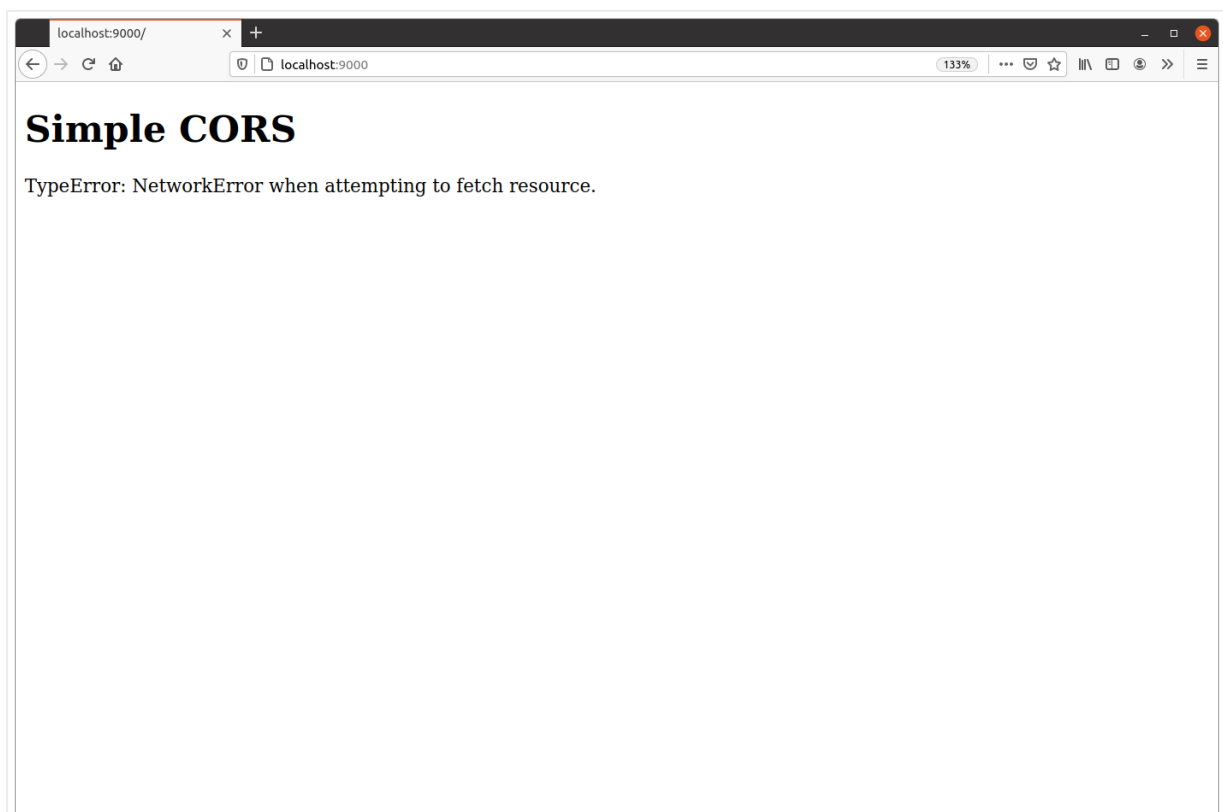 localhost:9000/
localhost:9000
133%
Simple CORS
TypeError: NetworkError when attempting to fetch resource.